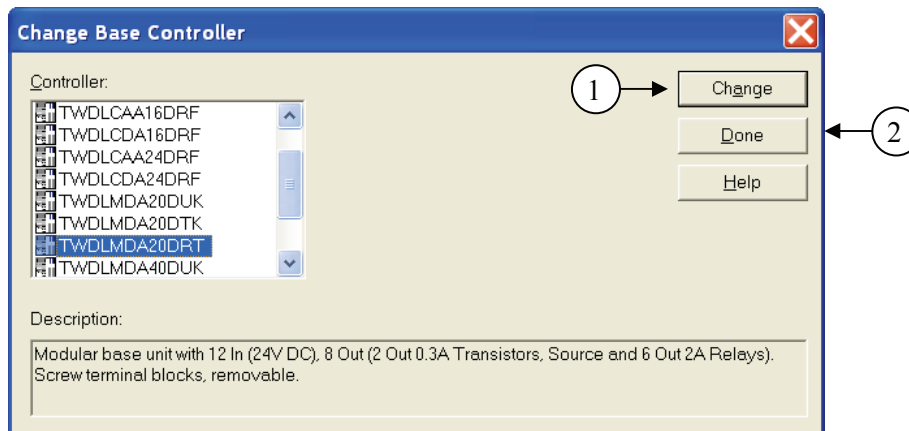 Change Base Controller
Controller:
TWDLCAA16DRF
TWDLCDA16DRF
TWDLCAA24DRF
TWDLCDA24DRF
TWDLMDA20DUK
TWDLMDA20DTK
TWDLMDA20DRT
TWDLMDA40DUK
1
Change
Done
2
Help
Description:
Modular base unit with 12 In (24V DC), 8 Out (2 Out 0.3A Transistors, Source and 6 Out 2A Relays).
Screw terminal blocks, removable.